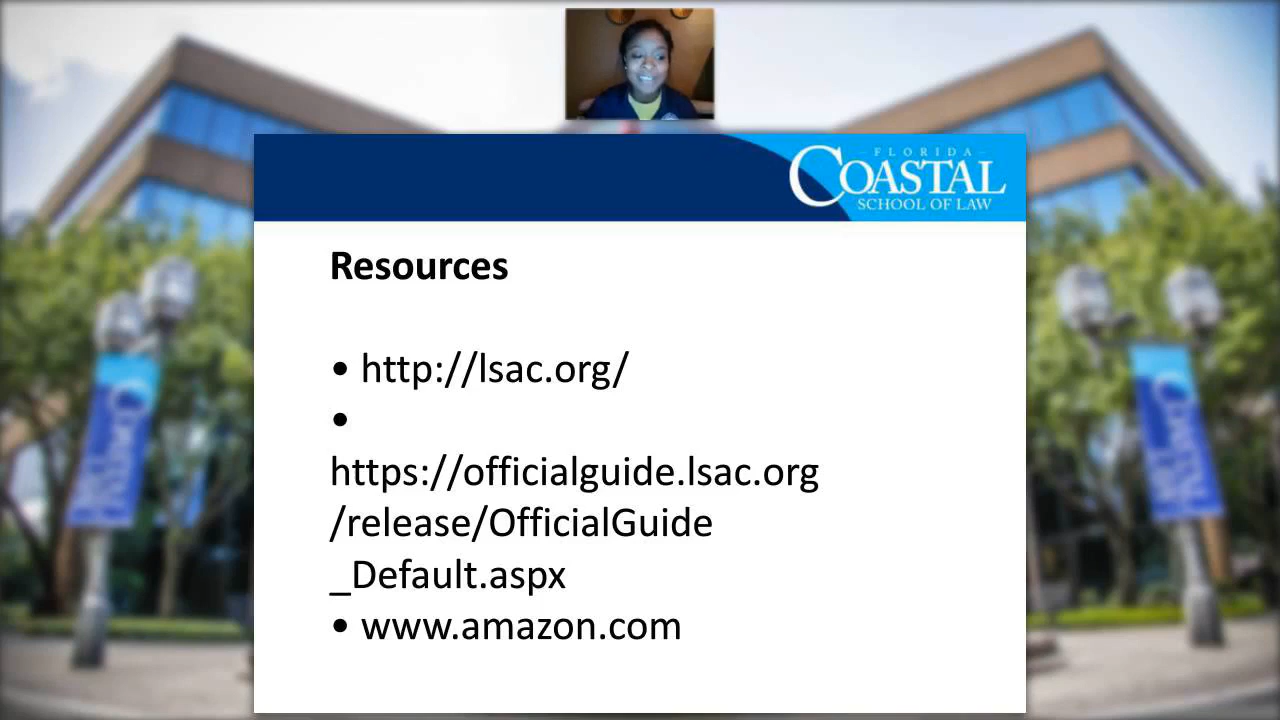 FLORIDA
COASTAL
SCHOOL OF LAW
Resources
• http://lsac.org/
•
https://officialguide.lsac.org
/release/OfficialGuide
_Default.aspx
• www.amazon.com